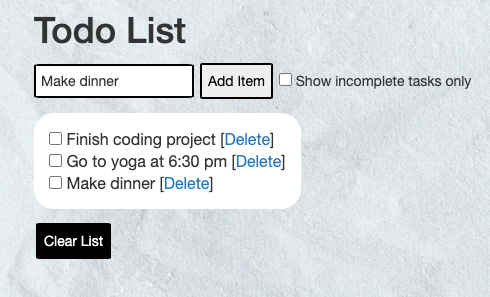 Todo List
Make dinner Add Item Show incomplete tasks only
Finish coding project [Delete]
Go to yoga at 6:30 pm [Delete]
Make dinner [Delete]
Clear List